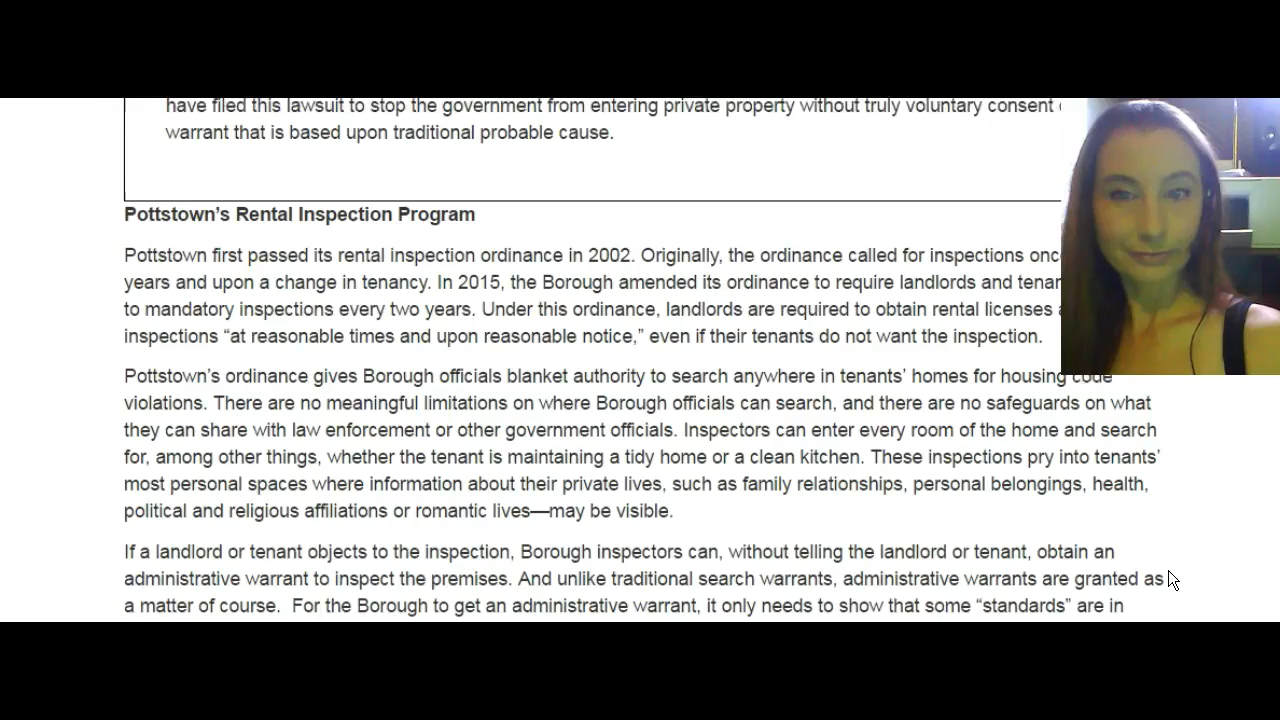 have filed this lawsuit to stop the government from entering private property without truly voluntary consent
warrant that is based upon traditional probable cause.
Pottstown’s Rental Inspection Program
Pottstown first passed its rental inspection ordinance in 2002. Originally, the ordinance called for inspections
years and upon a change in tenancy. In 2015, the Borough amended its ordinance to require landlords and
to mandatory inspections every two years. Under this ordinance, landlords are required to obtain rental licenses
inspections “at reasonable times and upon reasonable notice,” even if their tenants do not want the inspection.
Pottstown’s ordinance gives Borough officials blanket authority to search anywhere in tenants’ homes for housing code
violations. There are no meaningful limitations on where Borough officials can search, and there are no safeguards on what
they can share with law enforcement or other government officials. Inspectors can enter every room of the home and search
for, among other things, whether the tenant is maintaining a tidy home or a clean kitchen. These inspections pry into tenants’
most personal spaces where information about their private lives, such as family relationships, personal belongings, health,
political and religious affiliations or romantic lives—may be visible.
If a landlord or tenant objects to the inspection, Borough inspectors can, without telling the landlord or tenant, obtain an
administrative warrant to inspect the premises. And unlike traditional search warrants, administrative warrants are granted as
a matter of course.  For the Borough to get an administrative warrant, it only needs to show that some “standards” are in